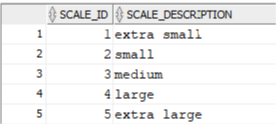 SCALE_ID SCALE_DESCRIPTION
1 1 extra small
2 2 small
3 3 medium
4 4 large
5 5 extra large